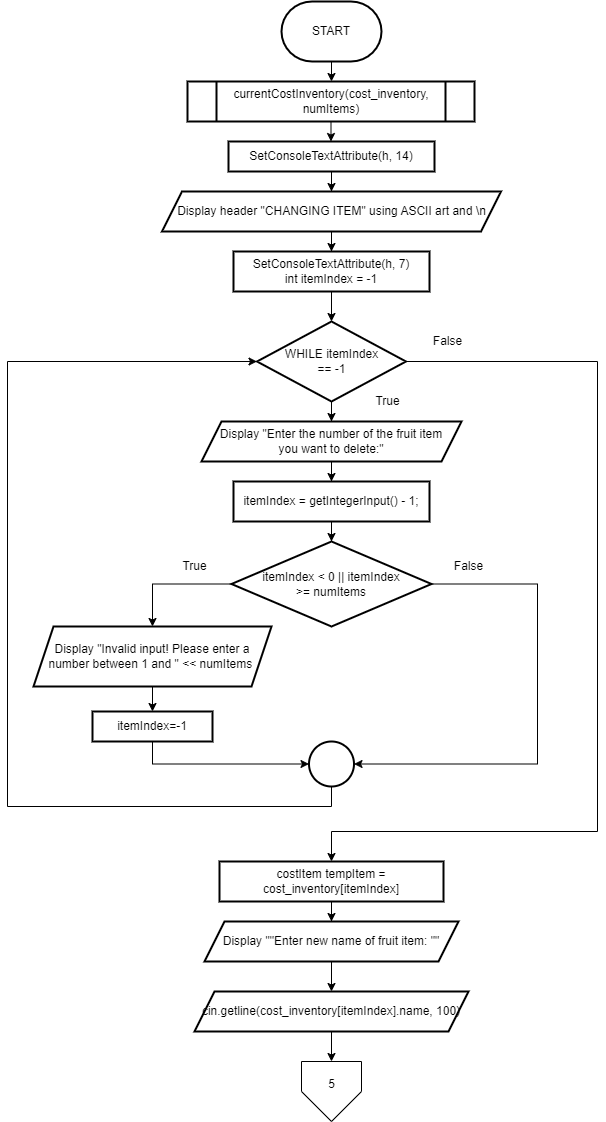 START
currentCostInventory(cost_inventory,
numItems)
SetConsoleTextAttribute(h, 14)
Display header "CHANGING ITEM" using ASCII art and \n
SetConsoleTextAttribute(h, 7)
int itemIndex = -1
WHILE itemIndex
== -1
False
True
Display "Enter the number of the fruit item
you want to delete:"
itemIndex = getIntegerInput() - 1;
itemIndex < 0 || itemIndex
>= numItems
True
False
Display "Invalid input! Please enter a
number between 1 and " << numItems
itemIndex=-1
costItem tempItem =
cost_inventory[itemIndex]
Display ""Enter new name of fruit item: ""
cin.getline(cost_inventory[itemIndex].name, 100)
5